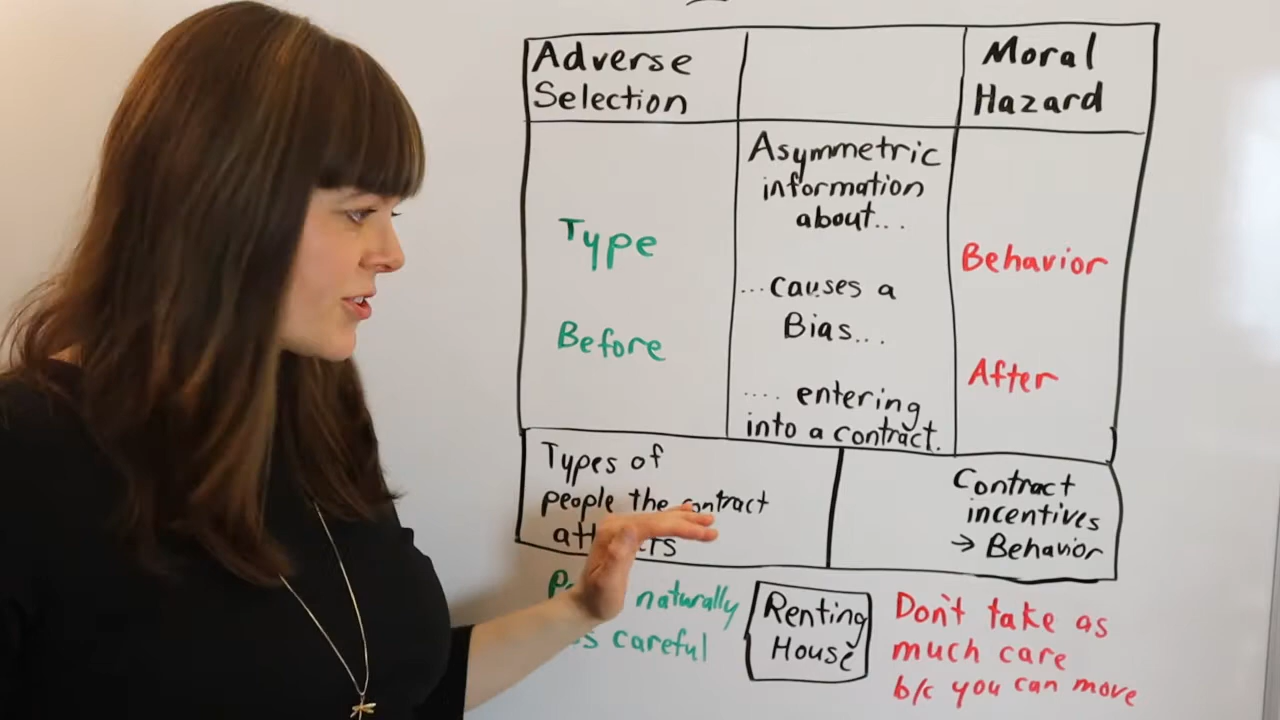 Adverse
Selection
Moral
Hazard
Asymmetric
information
about...
Type
Behavior
...causes a
Bias...
Before
After
.... entering
into a contract.
Types of
people the contract
Contract
incentives
→ Behavior
naturally
careful
Renting
House
Don't take as
much care
b/c you can move